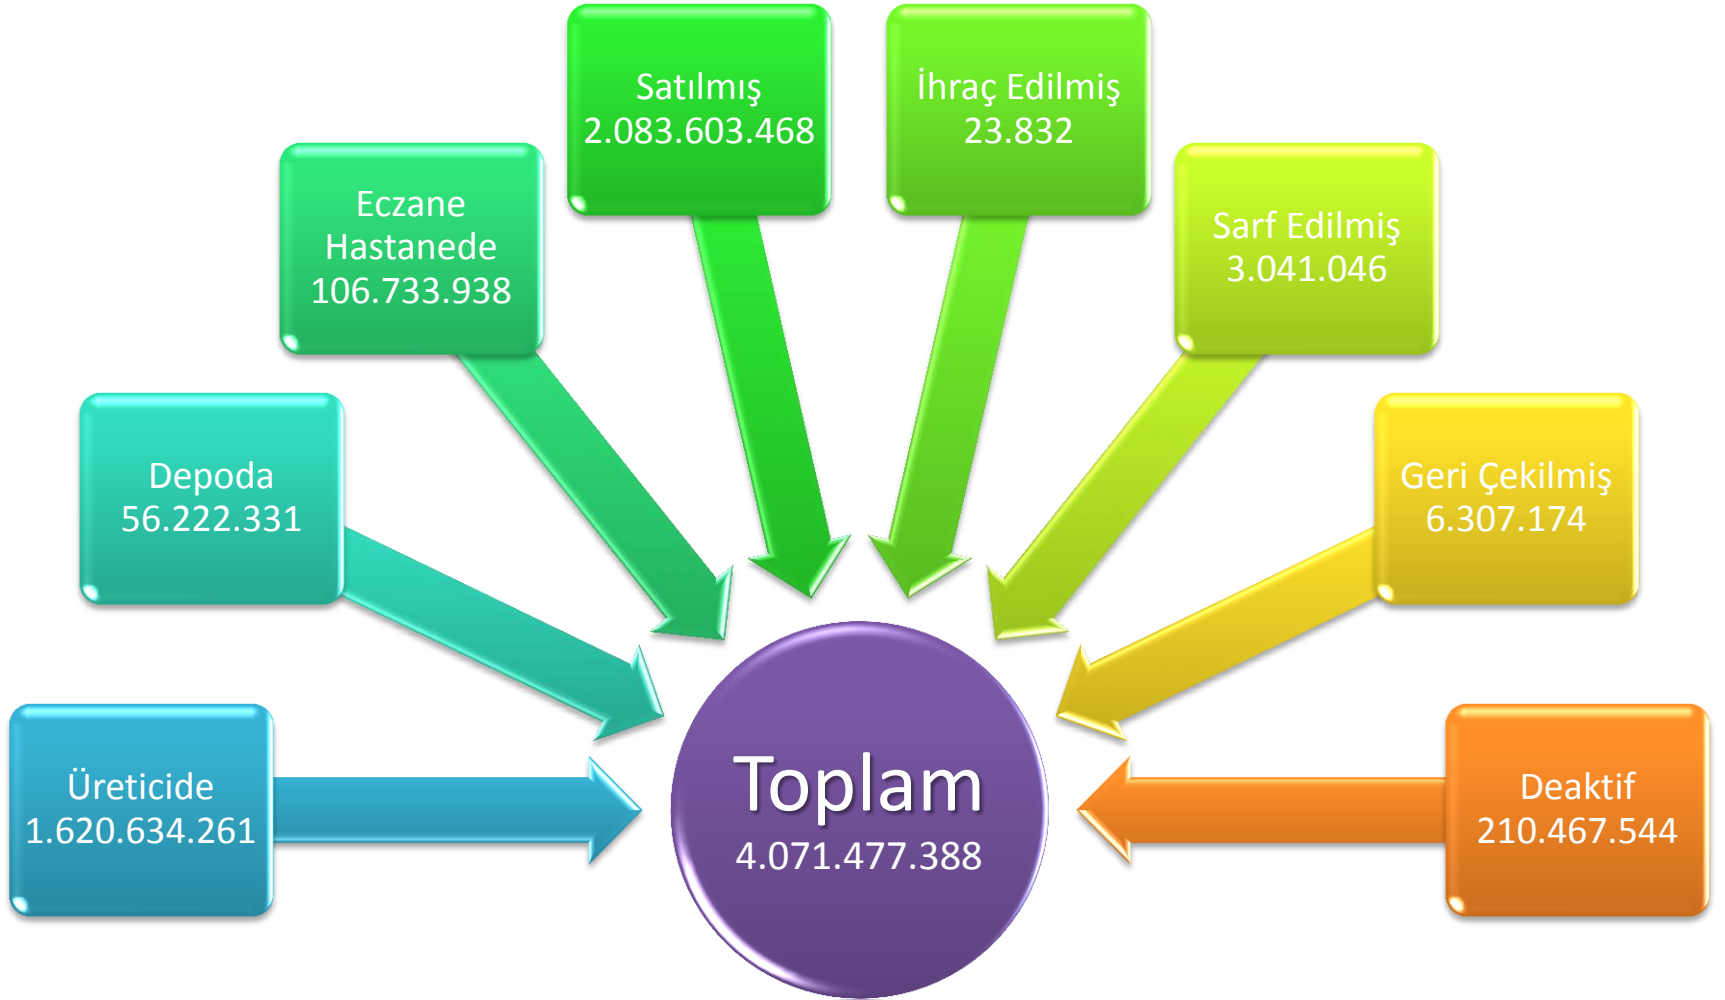 Satılmış
2.083.603.468
İhraç Edilmiş
23.832
Eczane
Hastanede
106.733.938
Sarf Edilmiş
3.041.046
Depoda
56.222.331
Geri Çekilmiş
6.307.174
Üreticide
1.620.634.261
Toplam
4.071.477.388
Deaktif
210.467.544